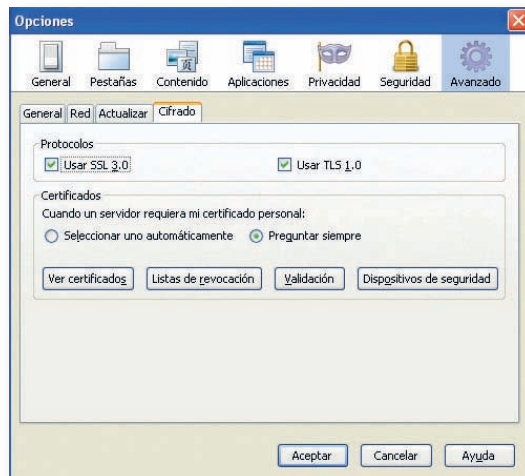 Opciones
General Pestañas Contenido Aplicaciones Privacidad Seguridad Avanzado
General Red Actualizar Cifrado
Protocolos
Usar SSL 3.0 Usar TLS 1.0
Certificados
Cuando un servidor requiera mi certificado personal:
Seleccionar uno automáticamente Preguntar siempre
Ver certificados Listas de revocación Validación Dispositivos de seguridad
Aceptar Cancelar Ayuda